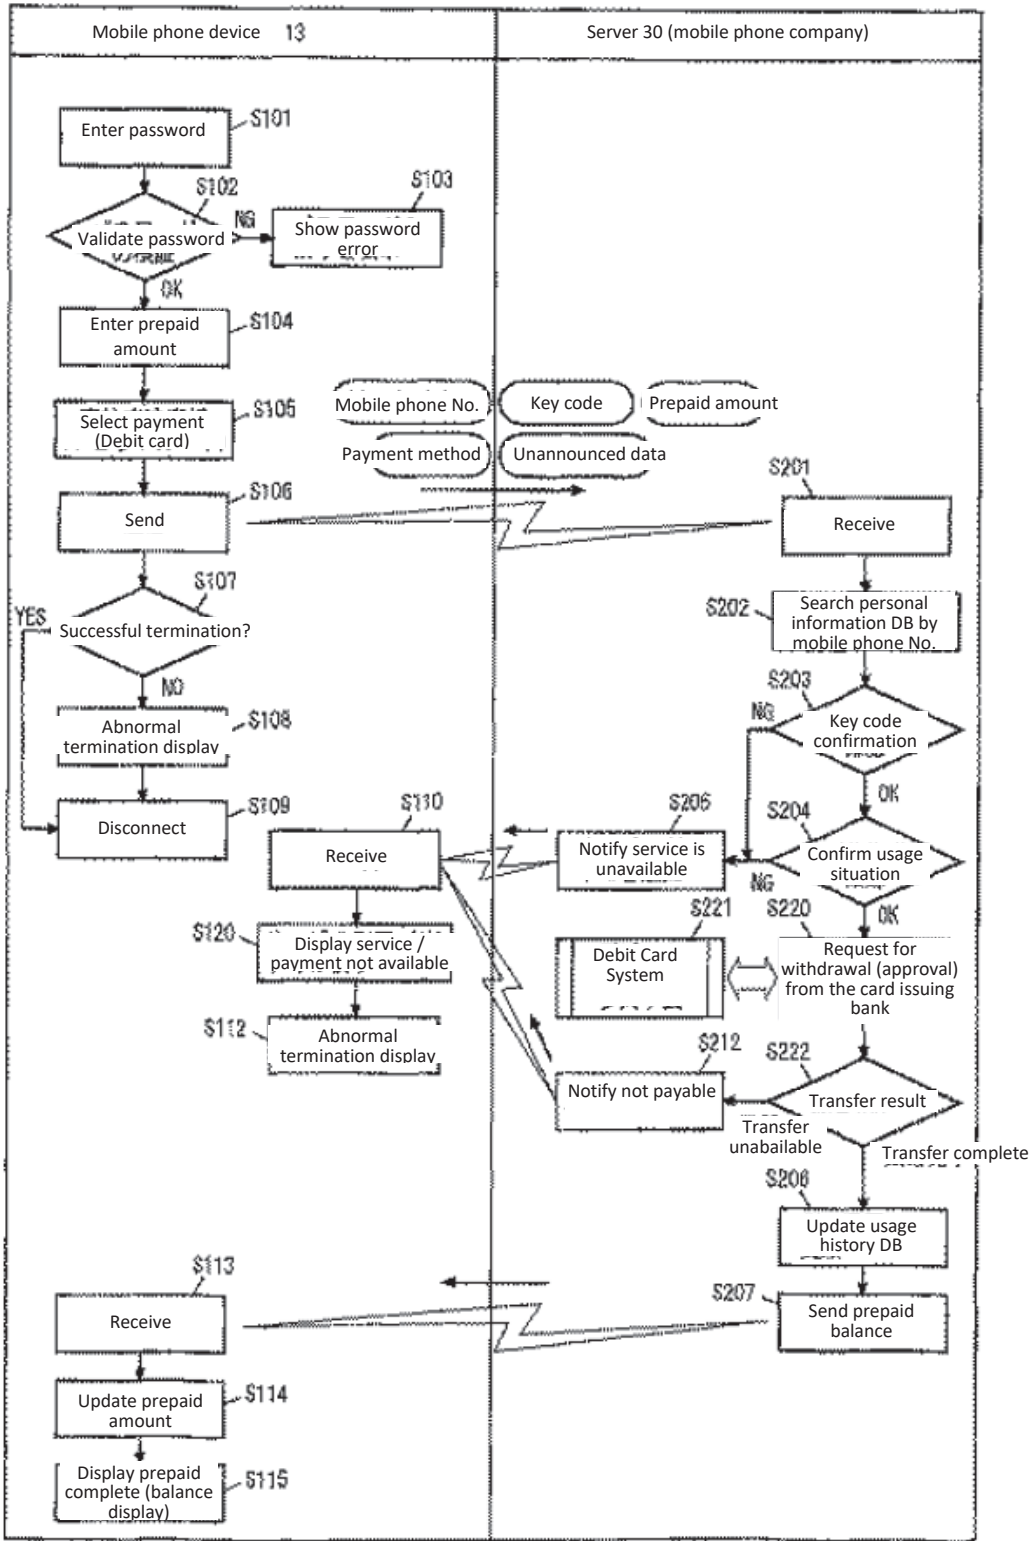 Mobile phone device 13
Server 30 (mobile phone company)
Enter password
S101
S102
Validate password
NG
S103
Show password
error
OK
Enter prepaid
amount
S104
Select payment
(Debit card)
S105
Mobile phone No.
Key code
Prepaid amount
Payment method
Unannounced data
Send
S106
S201
Receive
S107
YES
Successful termination?
NO
S202
Search personal
information DB by
mobile phone No.
Abnormal
termination display
S108
S203
NG
Key code
confirmation
OK
Disconnect
S109
S110
Receive
S205
Notify service is
unavailable
S204
Confirm usage
situation
NG
OK
S120
Display service /
payment not available
S221
Debit Card
System
S220
Request for
withdrawal (approval)
from the card issuing
bank
S112
Abnormal
termination display
S212
Notify not payable
S222
Transfer result
Transfer
unabailable
Transfer complete
S206
Update usage
history DB
S113
Receive
S207
Send prepaid
balance
Update prepaid
amount
S114
Display prepaid
complete (balance
display)
S115